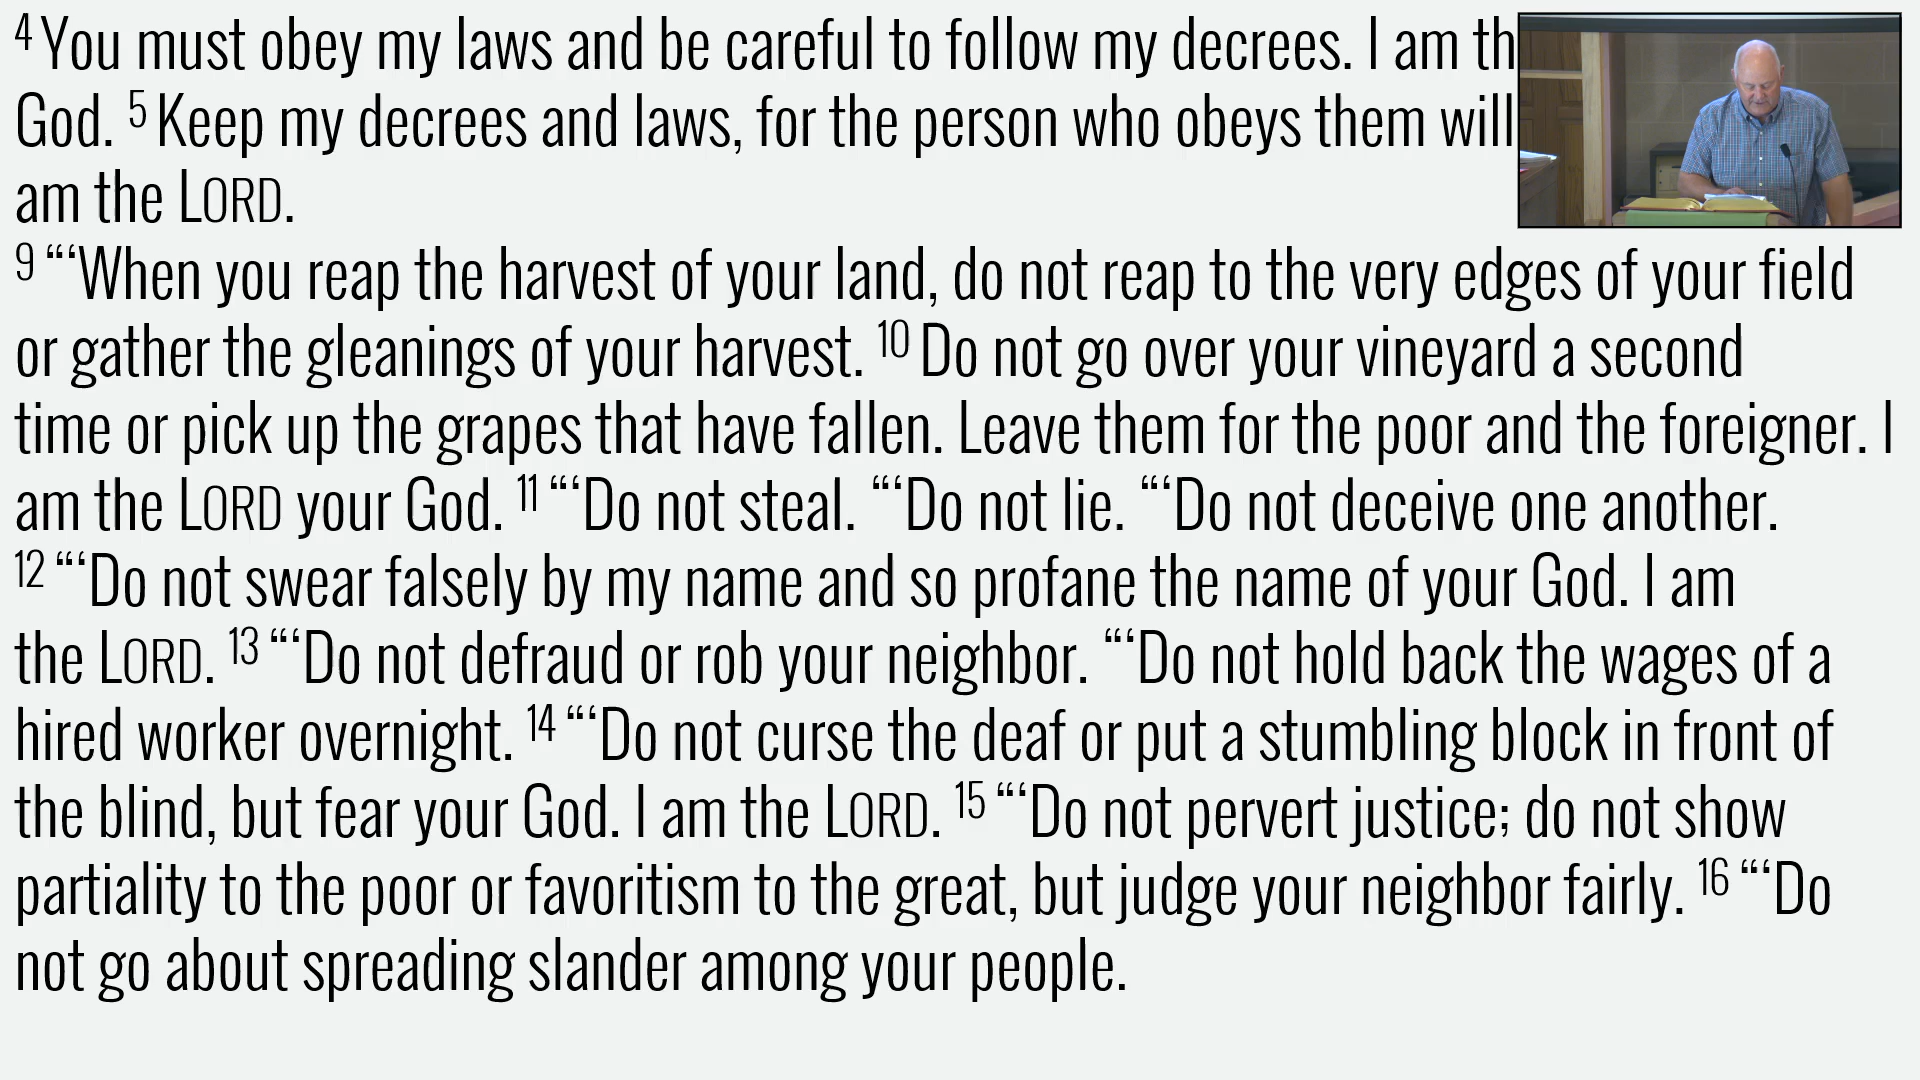 4 You must obey my laws and be careful to follow my decrees. I am
God. 5 Keep my decrees and laws, for the person who obeys them will
am the LORD.
9 “‘When you reap the harvest of your land, do not reap to the very edges of your field
or gather the gleanings of your harvest. 10 Do not go over your vineyard a second
time or pick up the grapes that have fallen. Leave them for the poor and the foreigner. I
am the LORD your God. 11 “‘Do not steal. “‘Do not lie. “‘Do not deceive one another.
12 “‘Do not swear falsely by my name and so profane the name of your God. I am
the LORD. 13 “‘Do not defraud or rob your neighbor. “‘Do not hold back the wages of a
hired worker overnight. 14 “‘Do not curse the deaf or put a stumbling block in front of
the blind, but fear your God. I am the LORD. 15 “‘Do not pervert justice; do not show
partiality to the poor or favoritism to the great, but judge your neighbor fairly. 16 “‘Do
not go about spreading slander among your people.